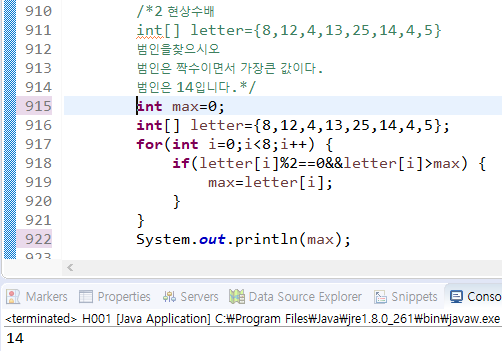 910 /*2 현상수배
911 int[] letter={8,12,4,13,25,14,4,5}
912 범인을찾으시오
913 범인은 짝수이면서 가장큰 값이다.
914 범인은 14입니다.*/
915 int max=0;
916 int[] letter={8,12,4,13,25,14,4,5};
917 for(int i=0;i<8;i++) {
918 if(letter[i]%2==0&&letter[i]>max) {
919 max=letter[i];
920 }
921 }
922 System.out.println(max);
923
Markers Properties Servers Data Source Explorer Snippets Conso
<terminated> H001 [Java Application] C:₩Program Files₩Java₩jre1.8.0_261₩bin₩javaw.exe
14